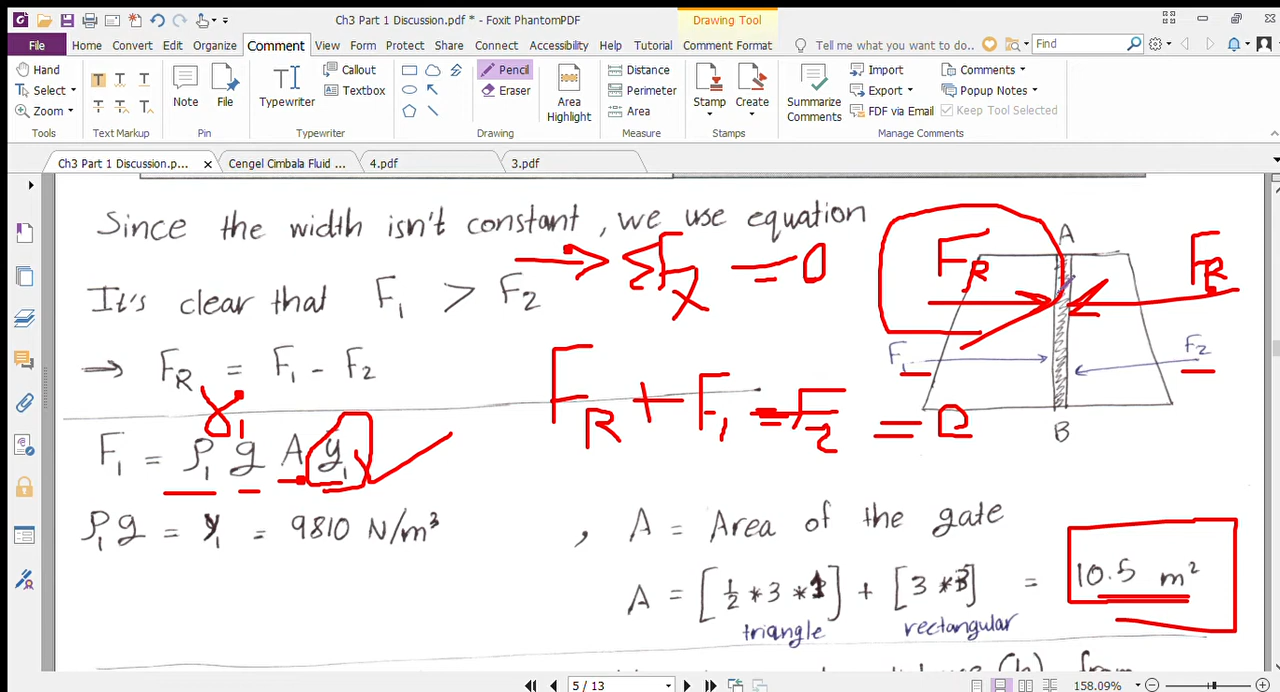 Ch3 Part 1 Discussion.pdf * - Foxit PhantomPDF
Drawing Tool
File Home Convert Edit Organize Comment View Form Protect Share Connect Accessibility Help Tutorial Comment Format Tell me what you want to do.. Find
Hand
Select
Zoom
Tools
Text Markup
Note
File
Pin
Typewriter
Callout
Textbox
Typewriter
Pencil
Eraser
Drawing
Area Highlight
Distance
Perimeter
Area
Measure
Stamp
Create
Stamps
Summarize Comments
Import
Export
FDF via Email
Comments
Popup Notes
Keep Tool Selected
Manage Comments
Ch3 Part 1 Discussion.p... × Cengel Cimbala Fluid ... 4.pdf 3.pdf
Since the width isn't constant, we use equation
→ ΣFx = 0
It's clear that F1 > F2
⇒ FR = F1 - F2
FR + F1 - F2 = 0
FR
A
F1
F2
B
γ1
F1 = ρ1 g A y1
ρ1 g = γ1 = 9810 N/m³ , A = Area of the gate
A = [1/2 * 3 * 1] + [3 * 3] = 10.5 m²
triangle rectangular
(h) from
5 / 13
158.09%